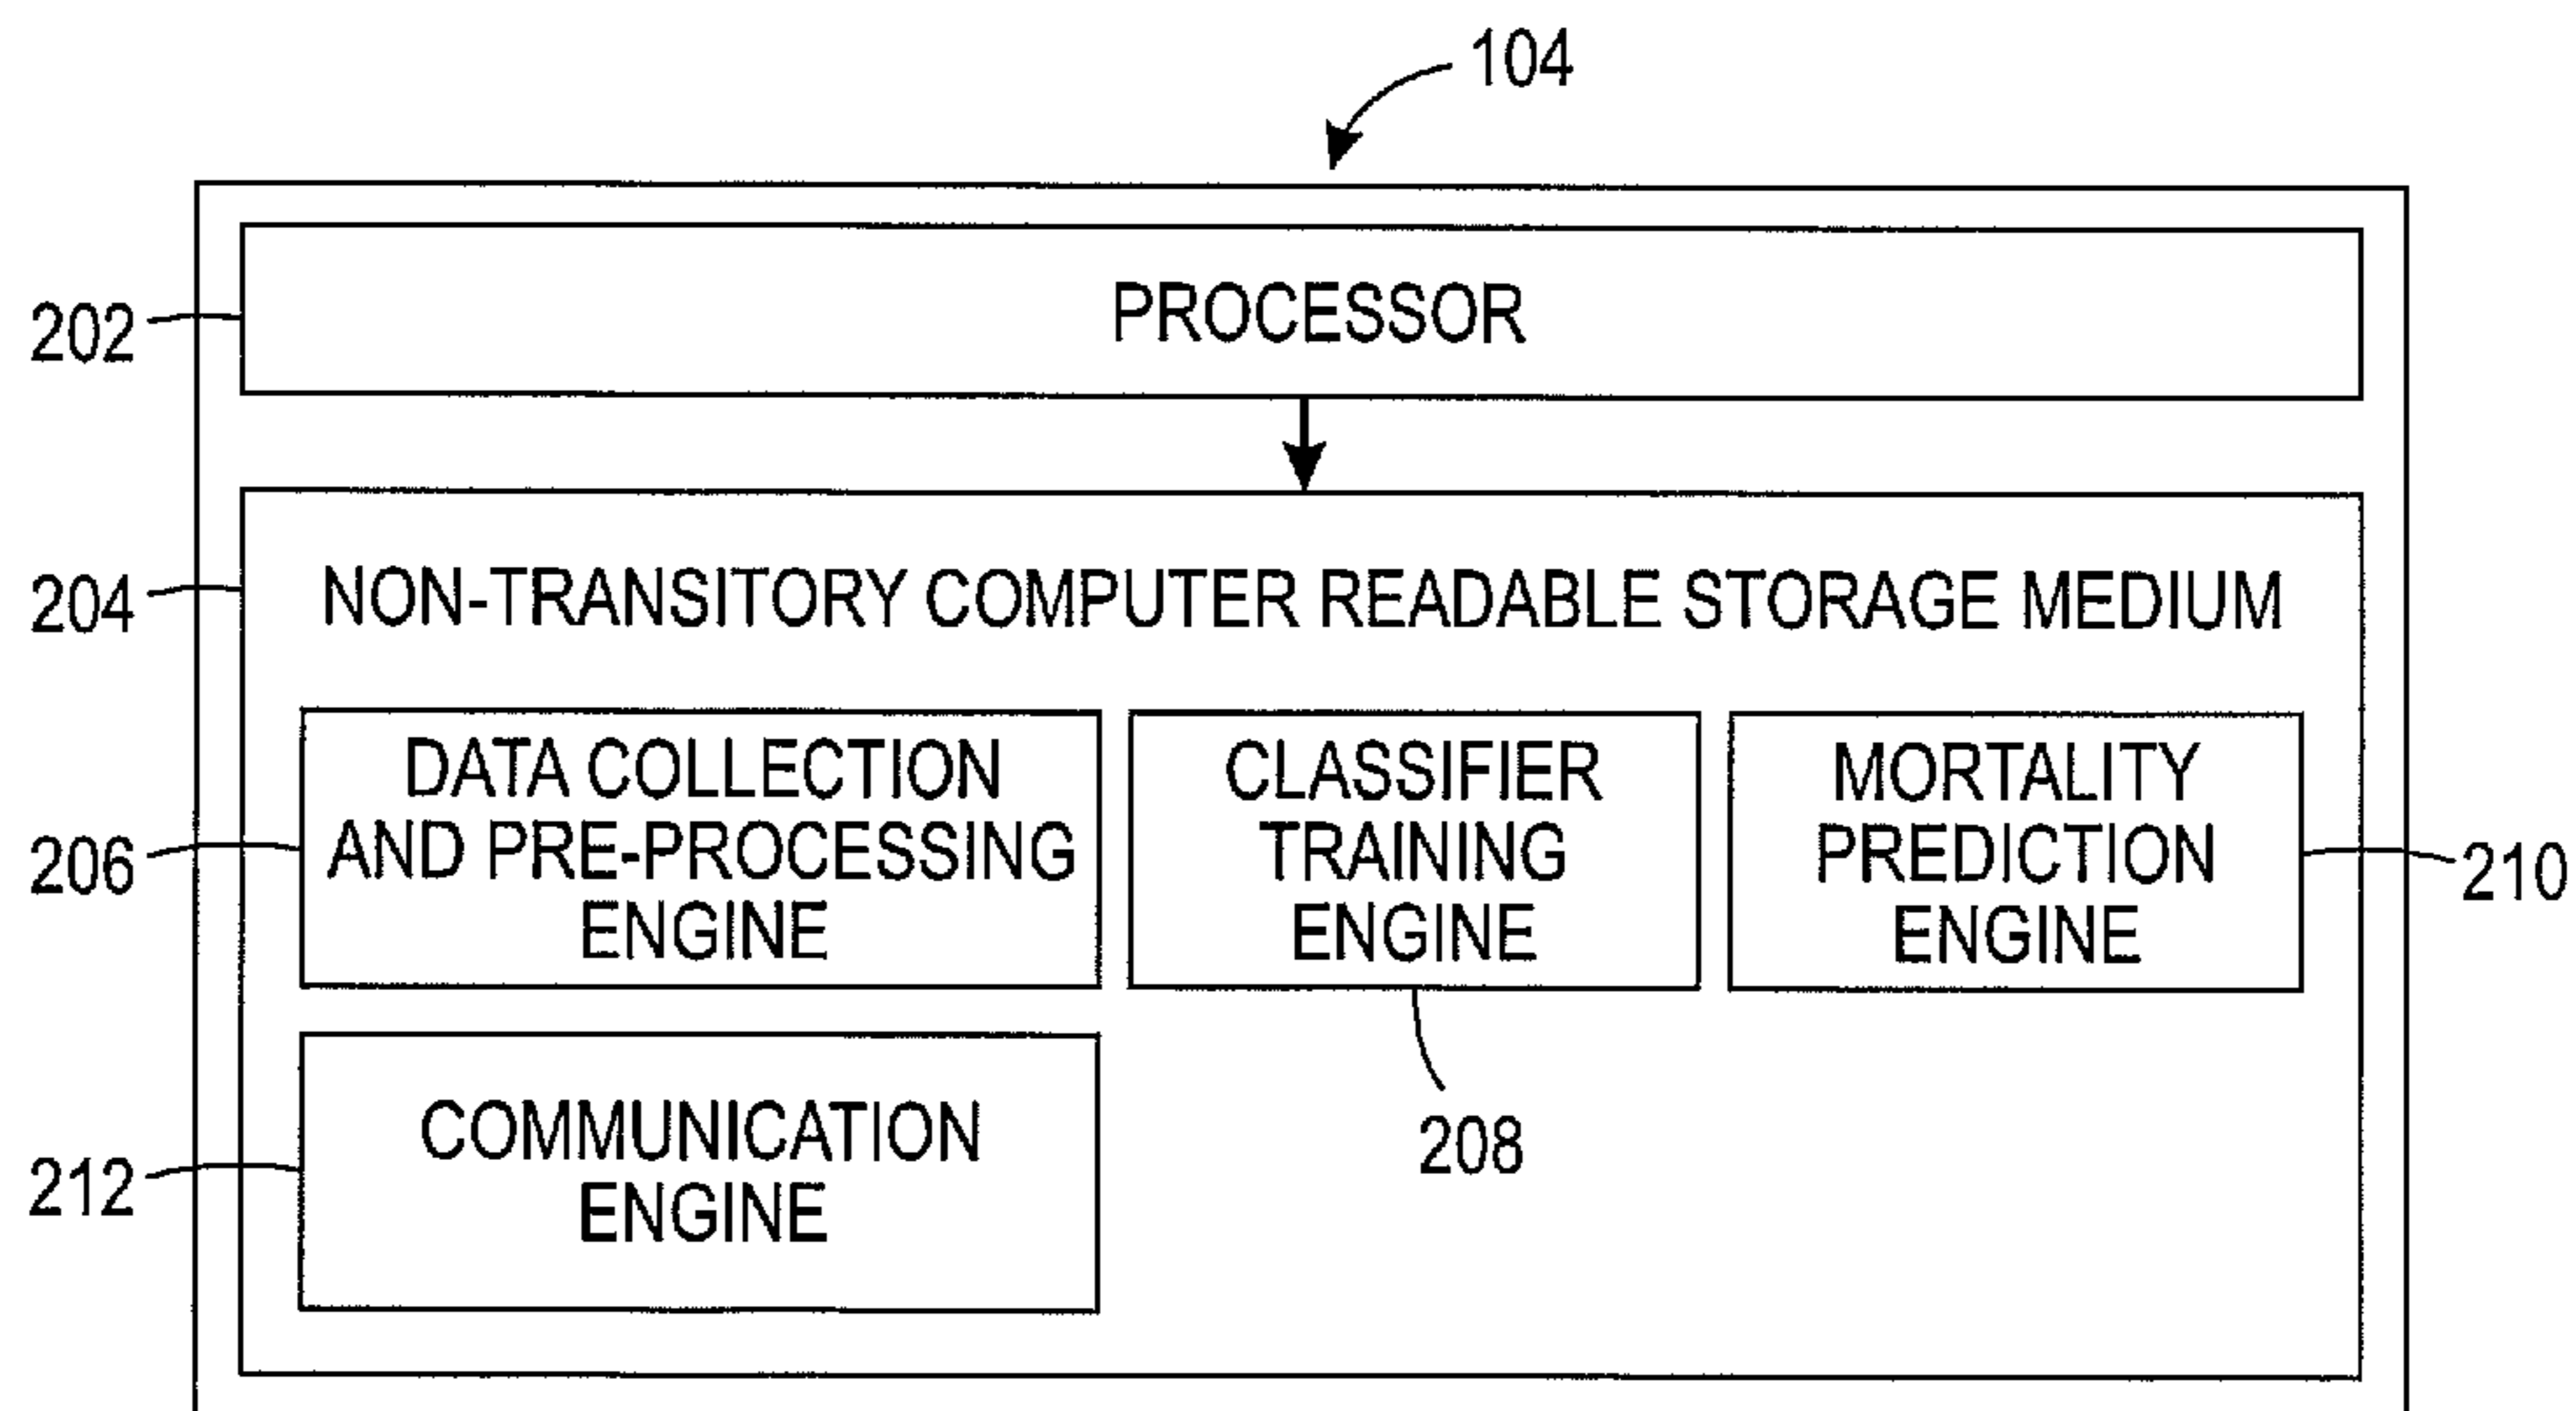 104
PROCESSOR
202
204
NON-TRANSITORY COMPUTER READABLE STORAGE MEDIUM
DATA COLLECTION
AND PRE-PROCESSING
ENGINE
206
CLASSIFIER
TRAINING
ENGINE
208
MORTALITY
PREDICTION
ENGINE
210
COMMUNICATION
ENGINE
212